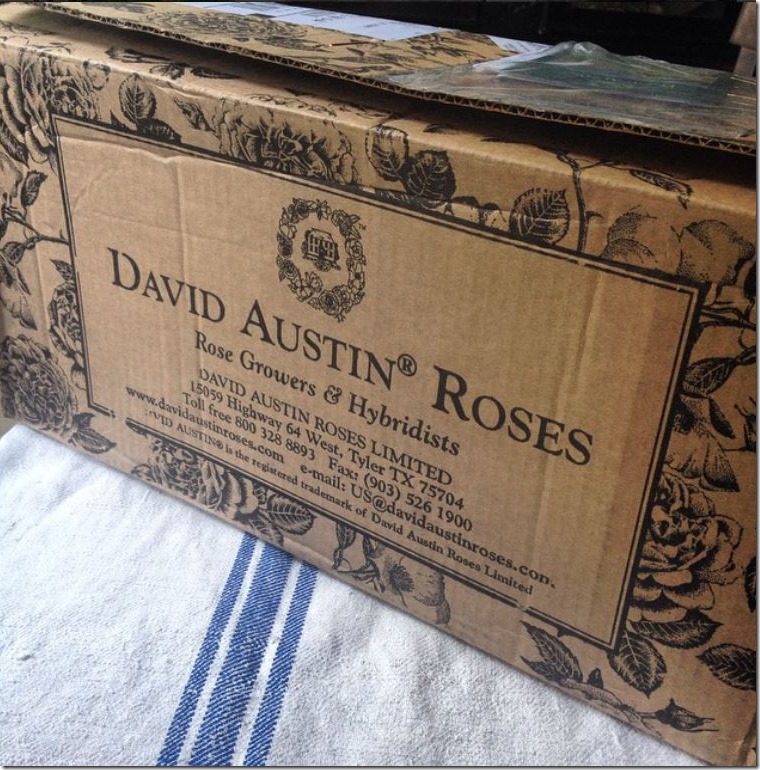 DAVID AUSTIN® ROSES
Rose Growers & Hybridists
DAVID AUSTIN ROSES LIMITED
15059 Highway 64 West, Tyler TX 75704
Toll free 800 328 8893 Fax: (903) 526 1900
www.davidaustinroses.com e-mail: US@davidaustinroses.com.
AUSTIN® is the registered trademark of David Austin Roses Limited